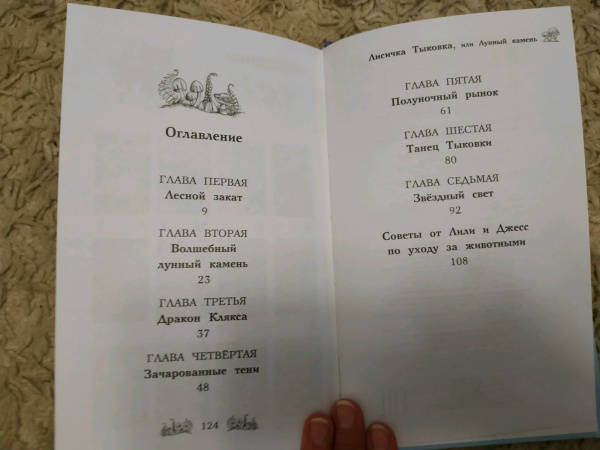 Оглавление
ГЛАВА ПЕРВАЯ
Лесной закат
9
ГЛАВА ВТОРАЯ
Волшебный
лунный камень
23
ГЛАВА ТРЕТЬЯ
Дракон Клякса
37
ГЛАВА ЧЕТВЁРТАЯ
Зачарованные тени
48
124
Лисичка Тыковка, или Лунный камень
ГЛАВА ПЯТАЯ
Полуночный рынок
61
ГЛАВА ШЕСТАЯ
Танец Тыковки
80
ГЛАВА СЕДЬМАЯ
Звёздный свет
92
Советы от Лили и Джесс
по уходу за животными
108